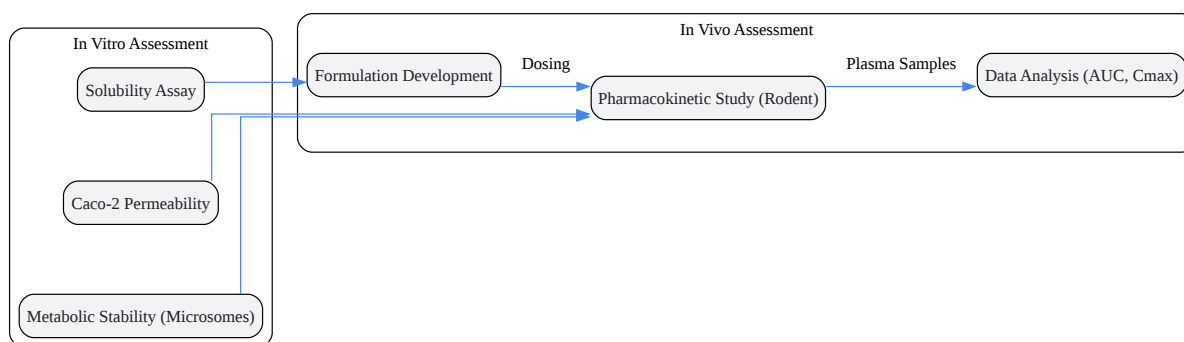 In Vitro Assessment
Solubility Assay
Caco-2 Permeability
Metabolic Stability (Microsomes)
In Vivo Assessment
Formulation Development
Dosing
Pharmacokinetic Study (Rodent)
Plasma Samples
Data Analysis (AUC, Cmax)